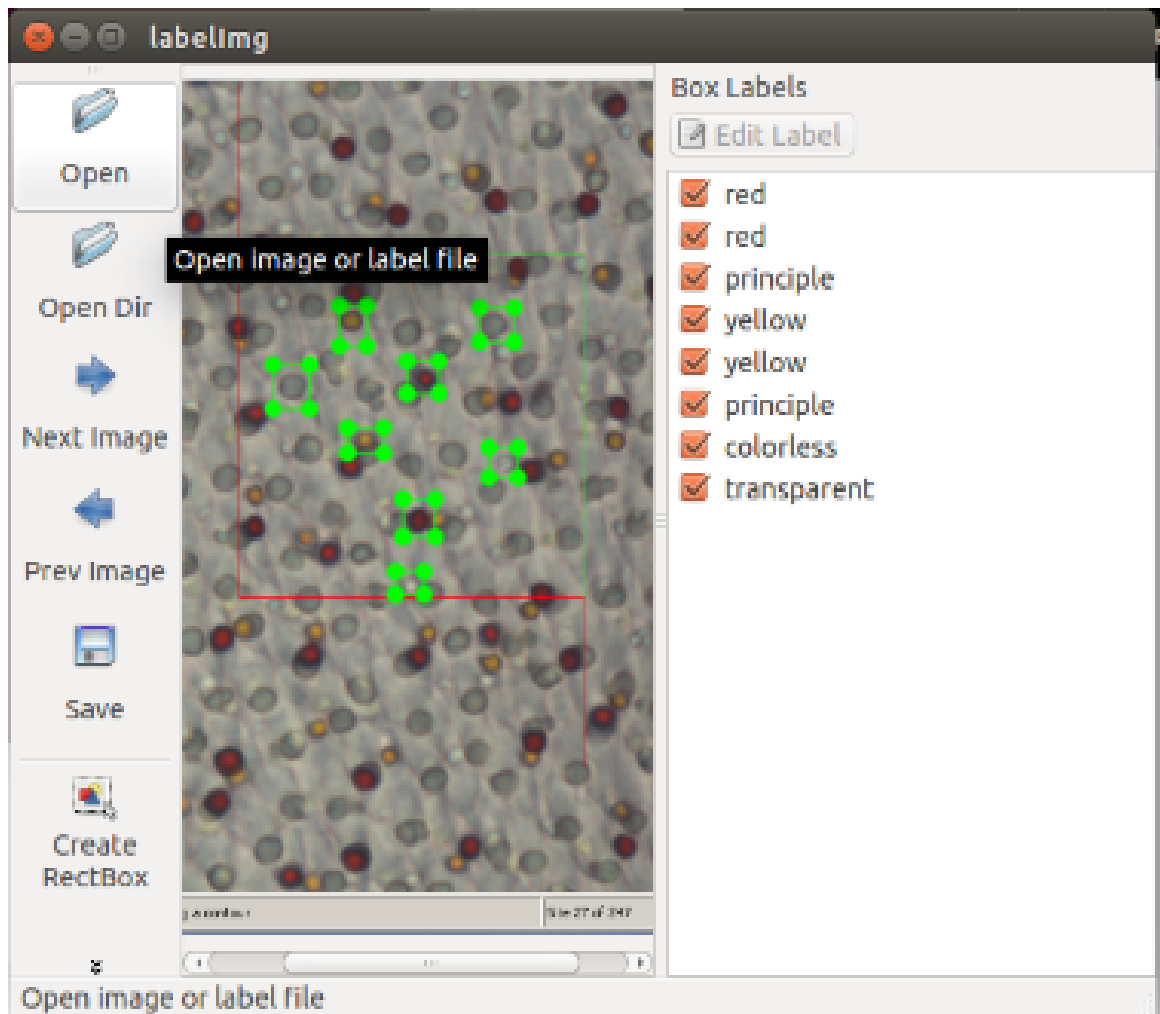 labelImg
Open
Open Dir
Next Image
Prev Image
Save
Create
RectBox
Open image or label file
Box Labels
Edit Label
red
red
principle
yellow
yellow
principle
colorless
transparent
Open image or label file